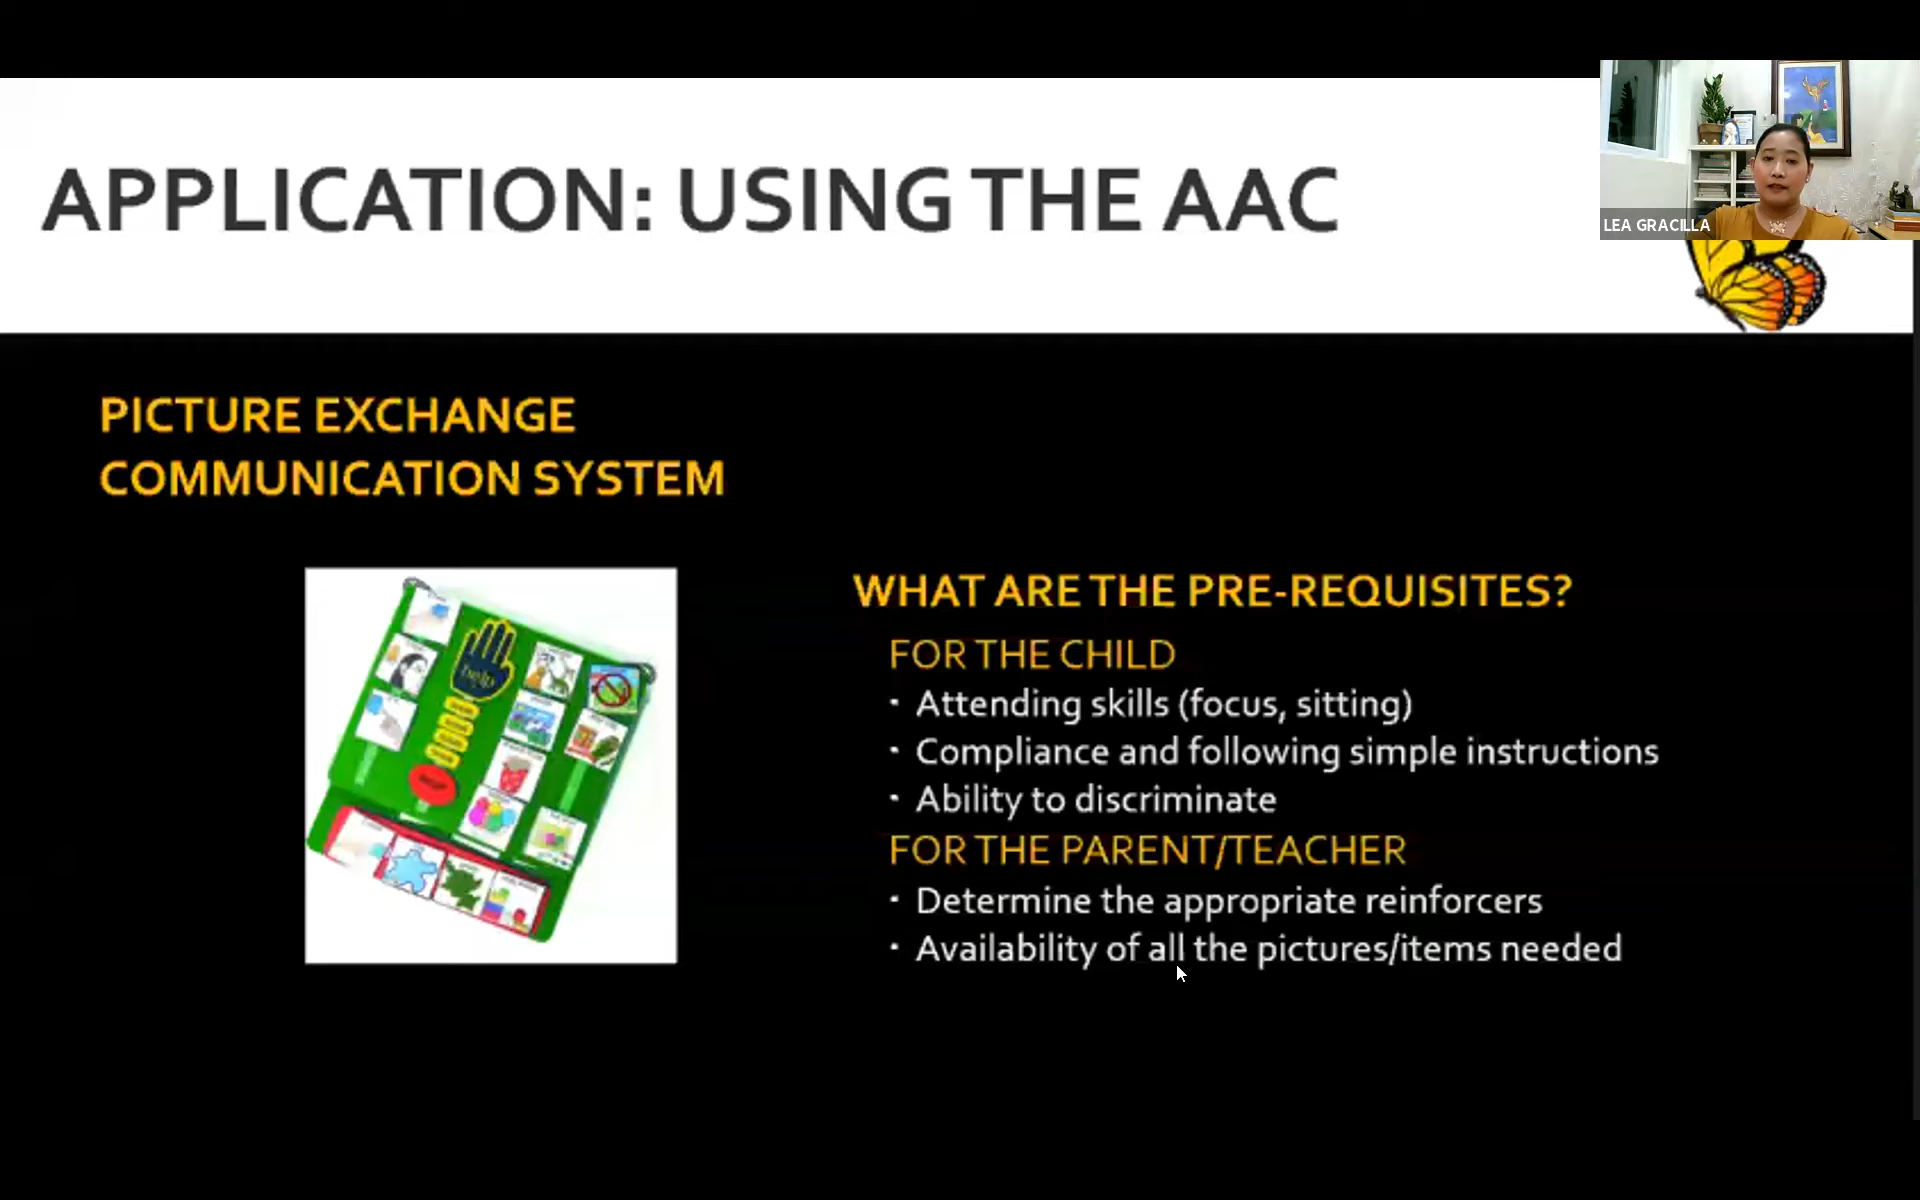 APPLICATION: USING THE AAC
LEA GRACILLA
PICTURE EXCHANGE
COMMUNICATION SYSTEM
help
WHAT ARE THE PRE-REQUISITES?
FOR THE CHILD
· Attending skills (focus, sitting)
· Compliance and following simple instructions
· Ability to discriminate
FOR THE PARENT/TEACHER
· Determine the appropriate reinforcers
· Availability of all the pictures/items needed